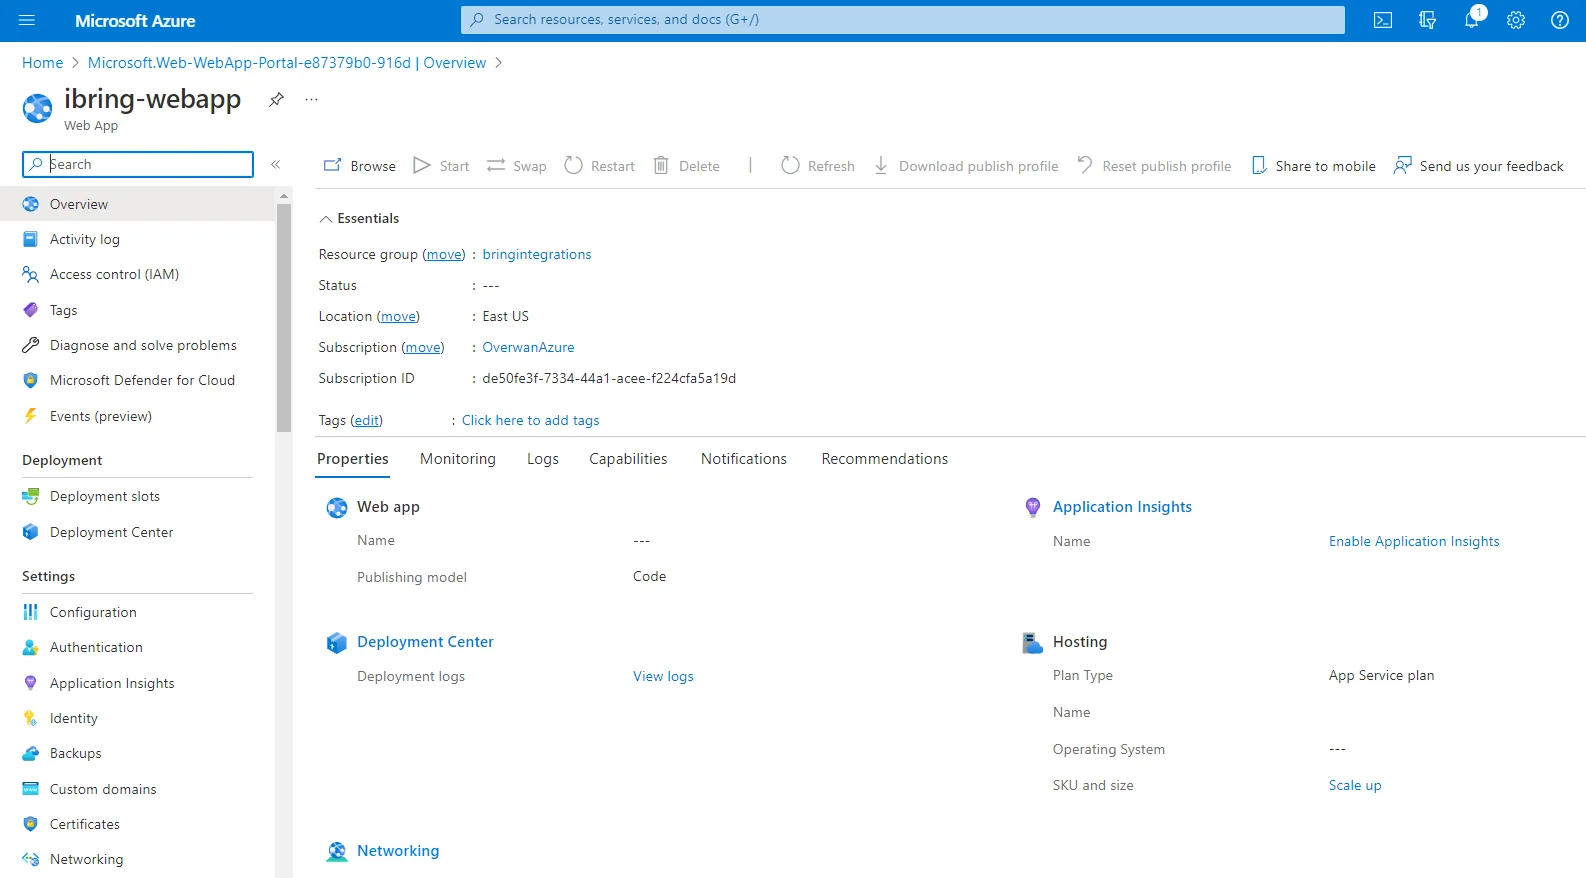 Microsoft Azure
Search resources, services, and docs (G+/)
1
Home > Microsoft.Web-WebApp-Portal-e87379b0-916d | Overview >
ibring-webapp
...
Web App
Search
«
Browse Start Swap Restart Delete | Refresh Download publish profile Reset publish profile Share to mobile Send us your feedback
Overview
Activity log
Access control (IAM)
Tags
Diagnose and solve problems
Microsoft Defender for Cloud
Events (preview)
Deployment
Deployment slots
Deployment Center
Settings
Configuration
Authentication
Application Insights
Identity
Backups
Custom domains
Certificates
Networking
Essentials
Resource group (move) : bringintegrations
Status : ---
Location (move) : East US
Subscription (move) : OverwanAzure
Subscription ID : de50fe3f-7334-44a1-acee-f224cfa5a19d
Tags (edit) : Click here to add tags
Properties Monitoring Logs Capabilities Notifications Recommendations
Web app
Name ---
Publishing model Code
Deployment Center
Deployment logs View logs
Networking
Application Insights
Name Enable Application Insights
Hosting
Plan Type App Service plan
Name
Operating System ---
SKU and size Scale up